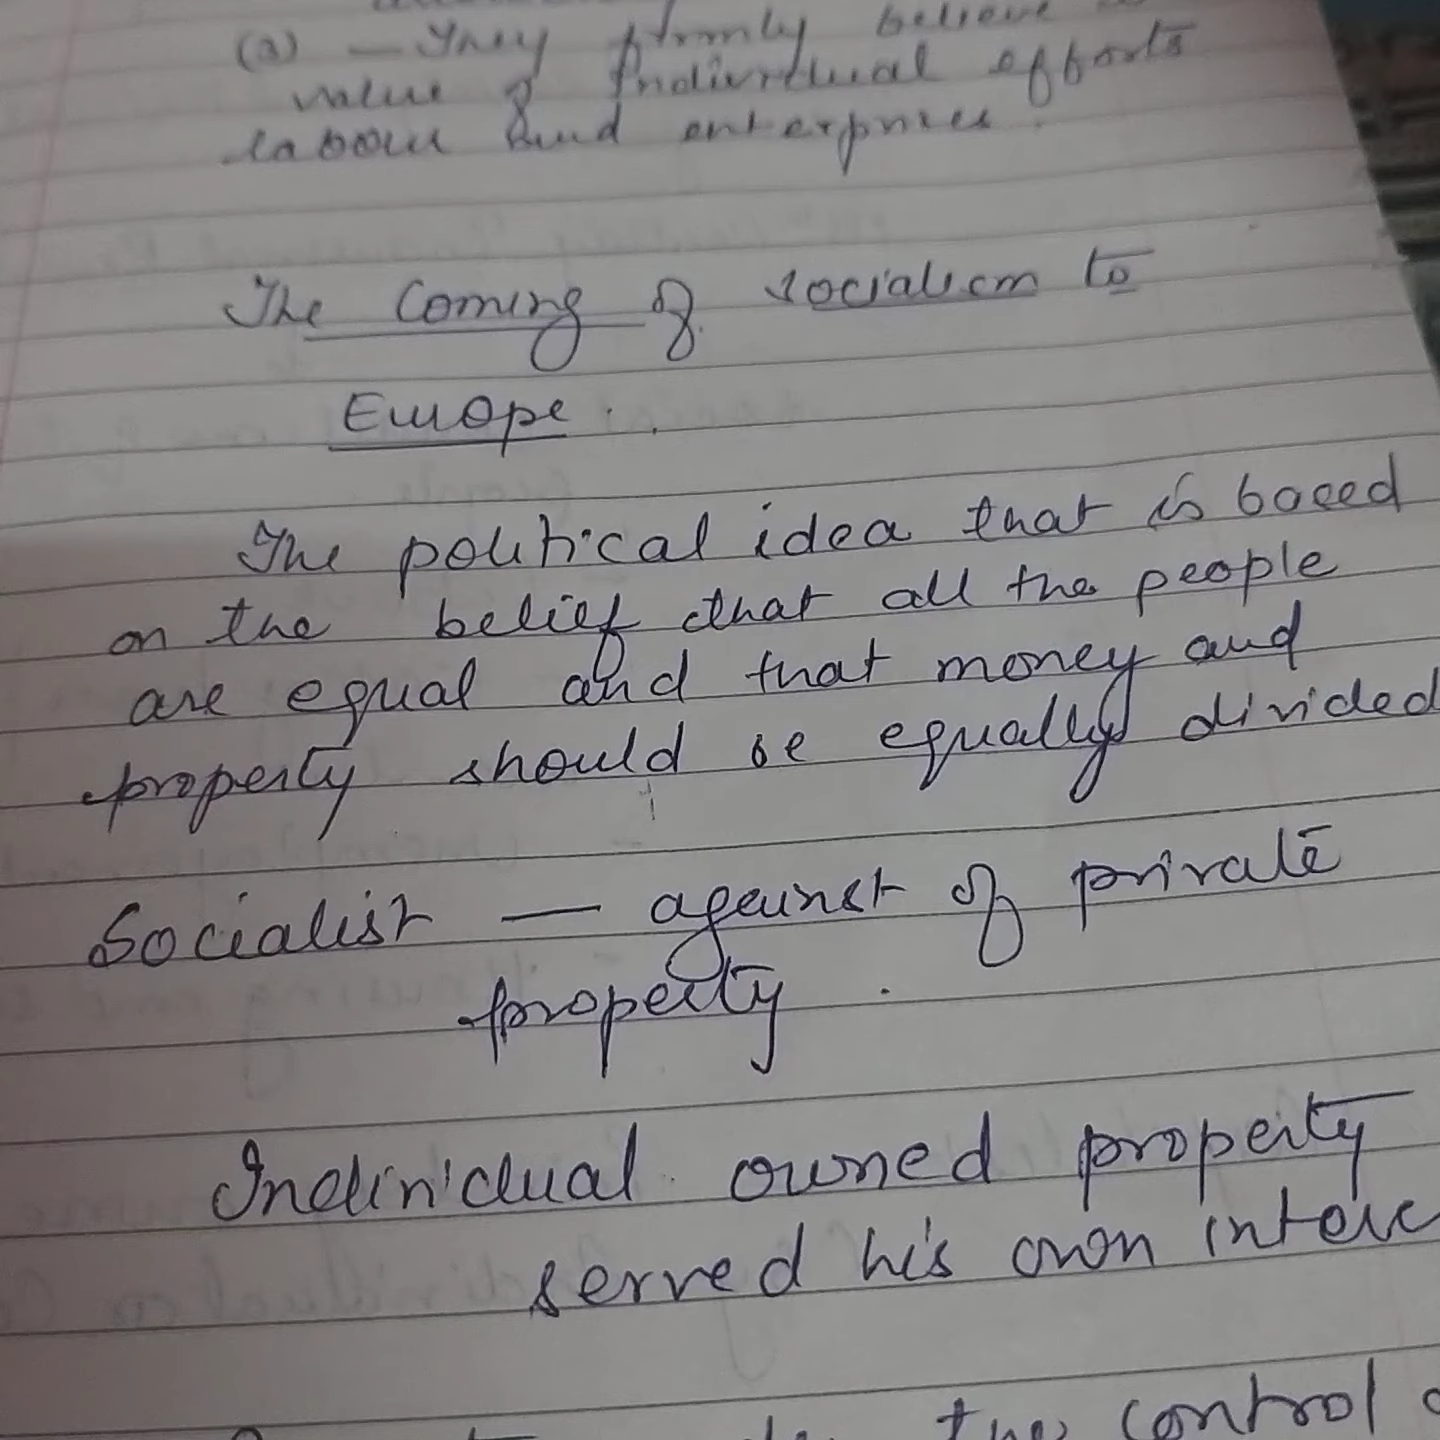 (a) – They firmly believe
value of Individual efforts
labour and enterprises.
The Coming of socialism to
Europe.
The political idea that is based
on the belief that all the people
are equal and that money and
property should be equally divided
Socialist — against of private
property.
Individual owned property
served his own
the control